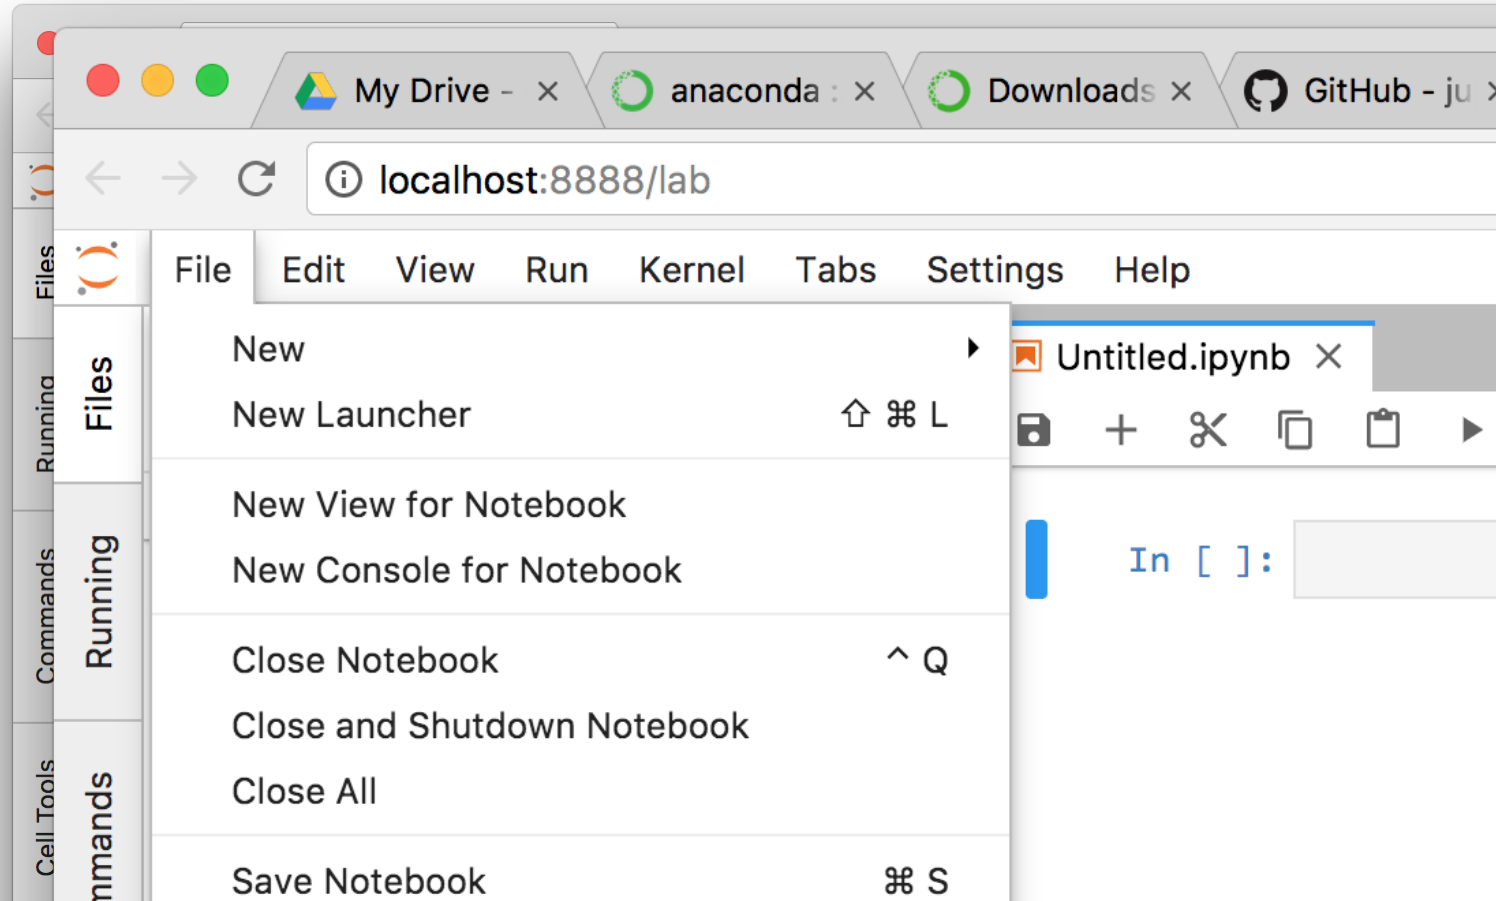 My Drive -
anaconda :
Downloads
GitHub - ju
localhost:8888/lab
File Edit View Run Kernel Tabs Settings Help
New
New Launcher ⇧ ⌘ L
New View for Notebook
New Console for Notebook
Close Notebook ^ Q
Close and Shutdown Notebook
Close All
Save Notebook ⌘ S
Untitled.ipynb
In [ ]:
Files
Running
mmands
Files
Running
Commands
Cell Tools